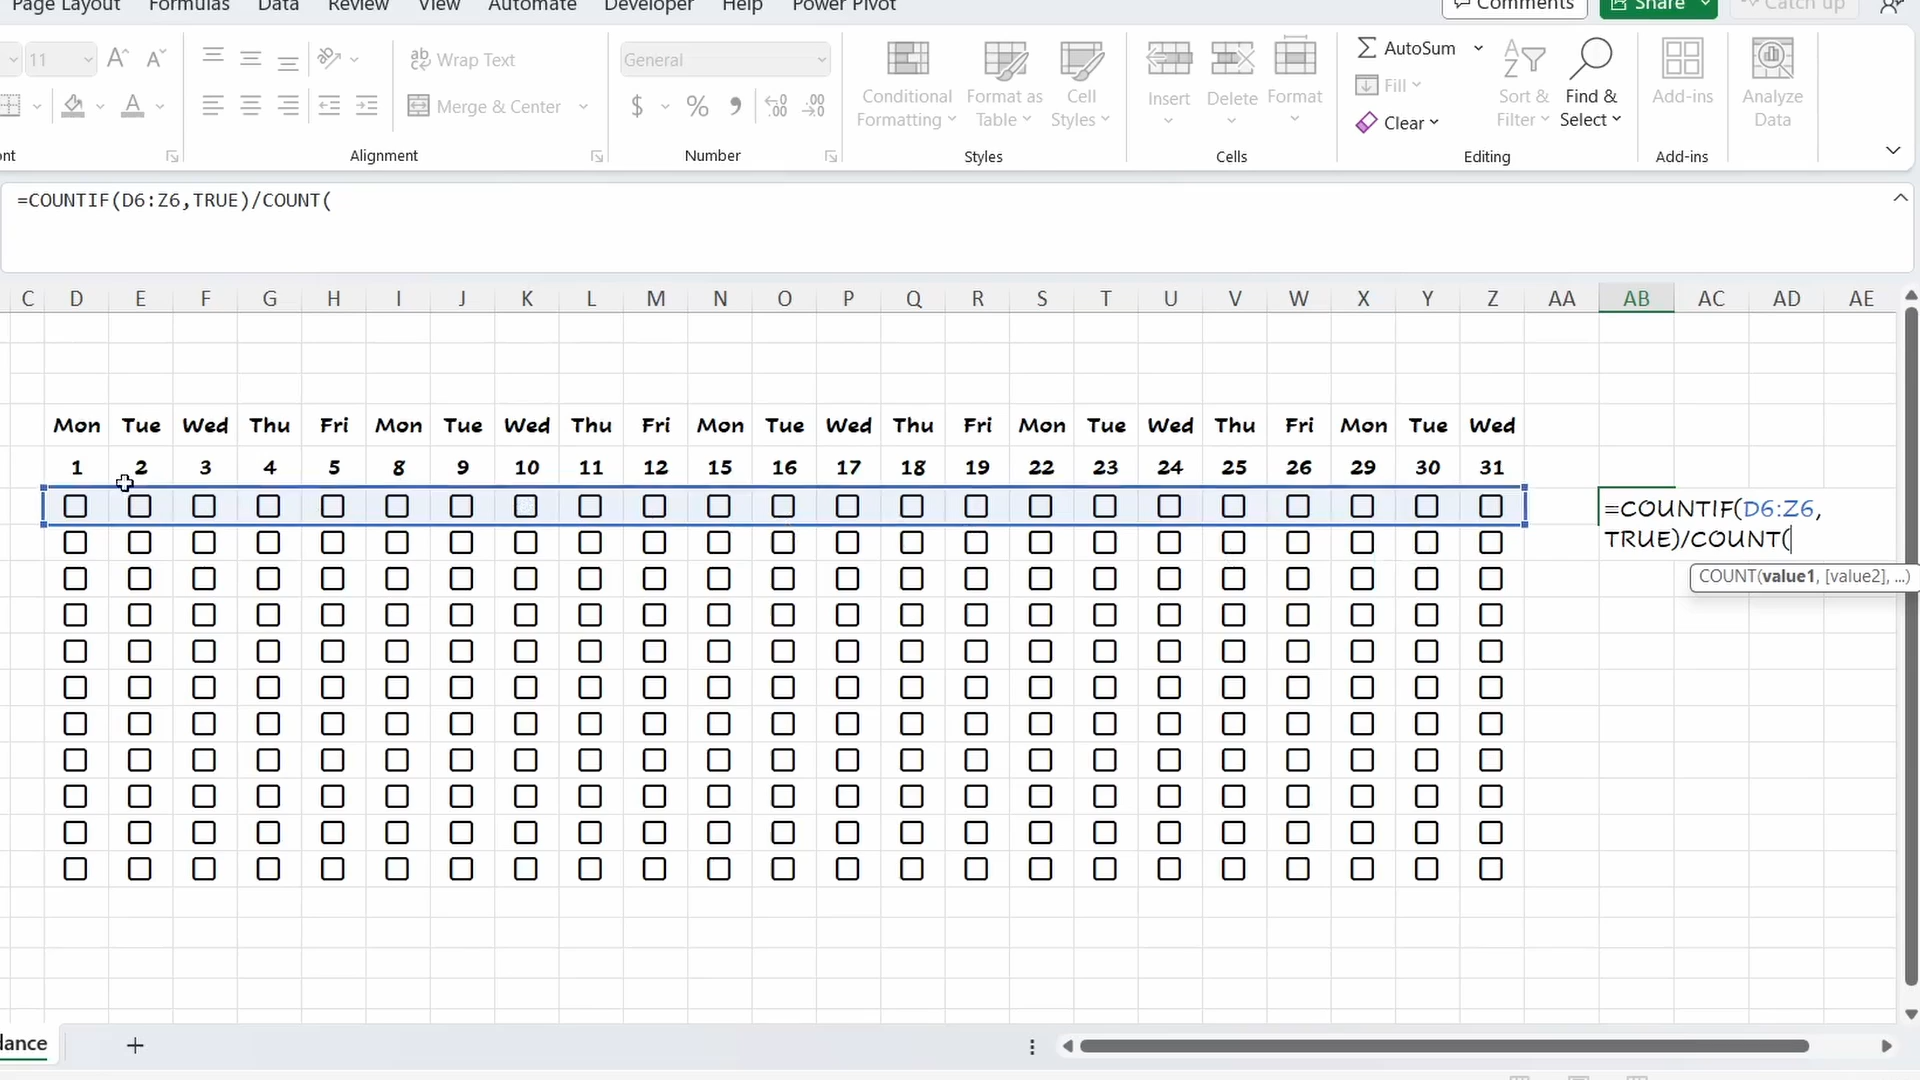 Page Layout Formulas Data Review View Automate Developer Help Power Pivot Comments Share Catch up
11 A^ A˅ ab Wrap Text General AutoSum
Merge & Center $ % , .00 .00 Fill
Conditional Formatting Format as Table Cell Styles Insert Delete Format Clear Sort & Filter Find & Select Add-ins Analyze Data
ont Alignment Number Styles Cells Editing Add-ins
=COUNTIF(D6:Z6,TRUE)/COUNT(
C D E F G H I J K L M N O P Q R S T U V W X Y Z AA AB AC AD AE
Mon Tue Wed Thu Fri Mon Tue Wed Thu Fri Mon Tue Wed Thu Fri Mon Tue Wed Thu Fri Mon Tue Wed
1 2 3 4 5 8 9 10 11 12 15 16 17 18 19 22 23 24 25 26 29 30 31
=COUNTIF(D6:Z6,
TRUE)/COUNT(
COUNT(value1, [value2], ...)
dance